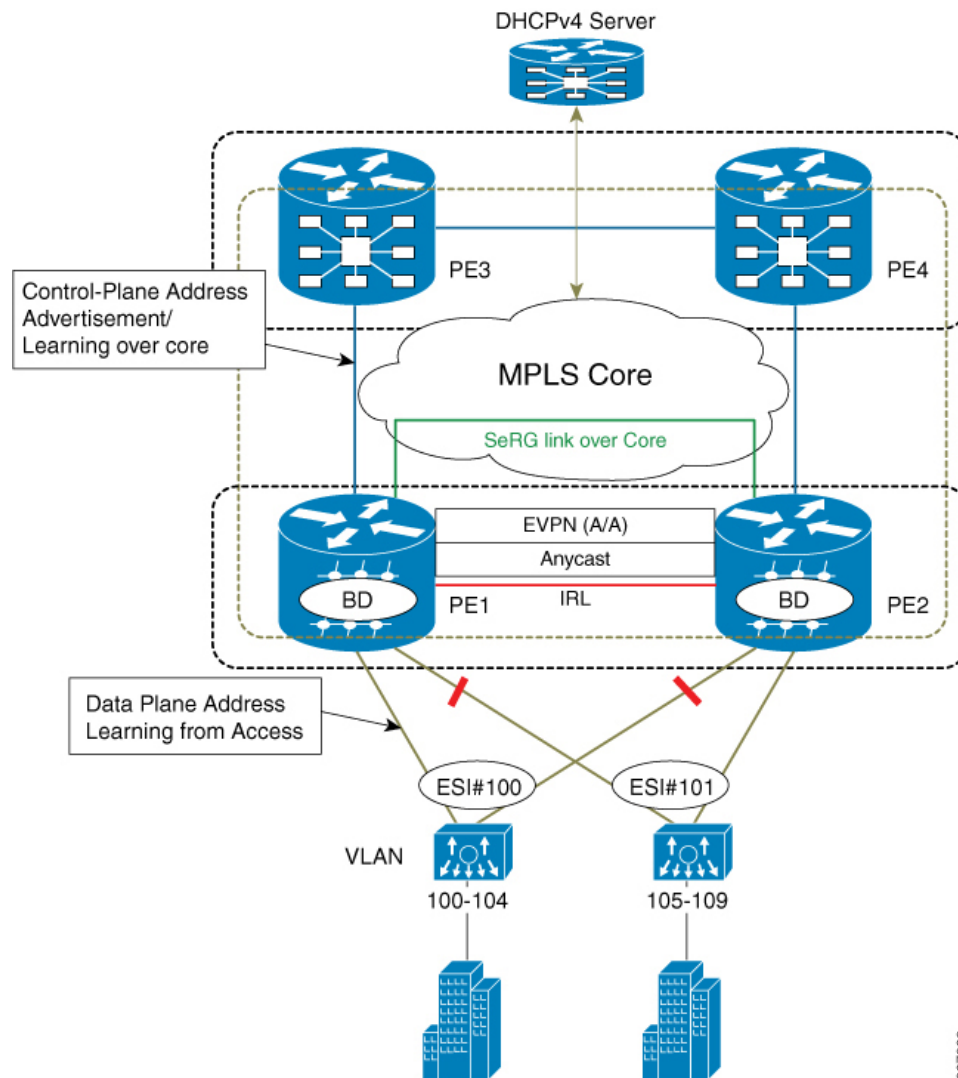 DHCPv4 Server
PE3
PE4
Control-Plane Address
Advertisement/
Learning over core
MPLS Core
SeRG link over Core
EVPN (A/A)
Anycast
IRL
BD
PE1
BD
PE2
Data Plane Address
Learning from Access
ESI#100
ESI#101
VLAN
100-104
105-109